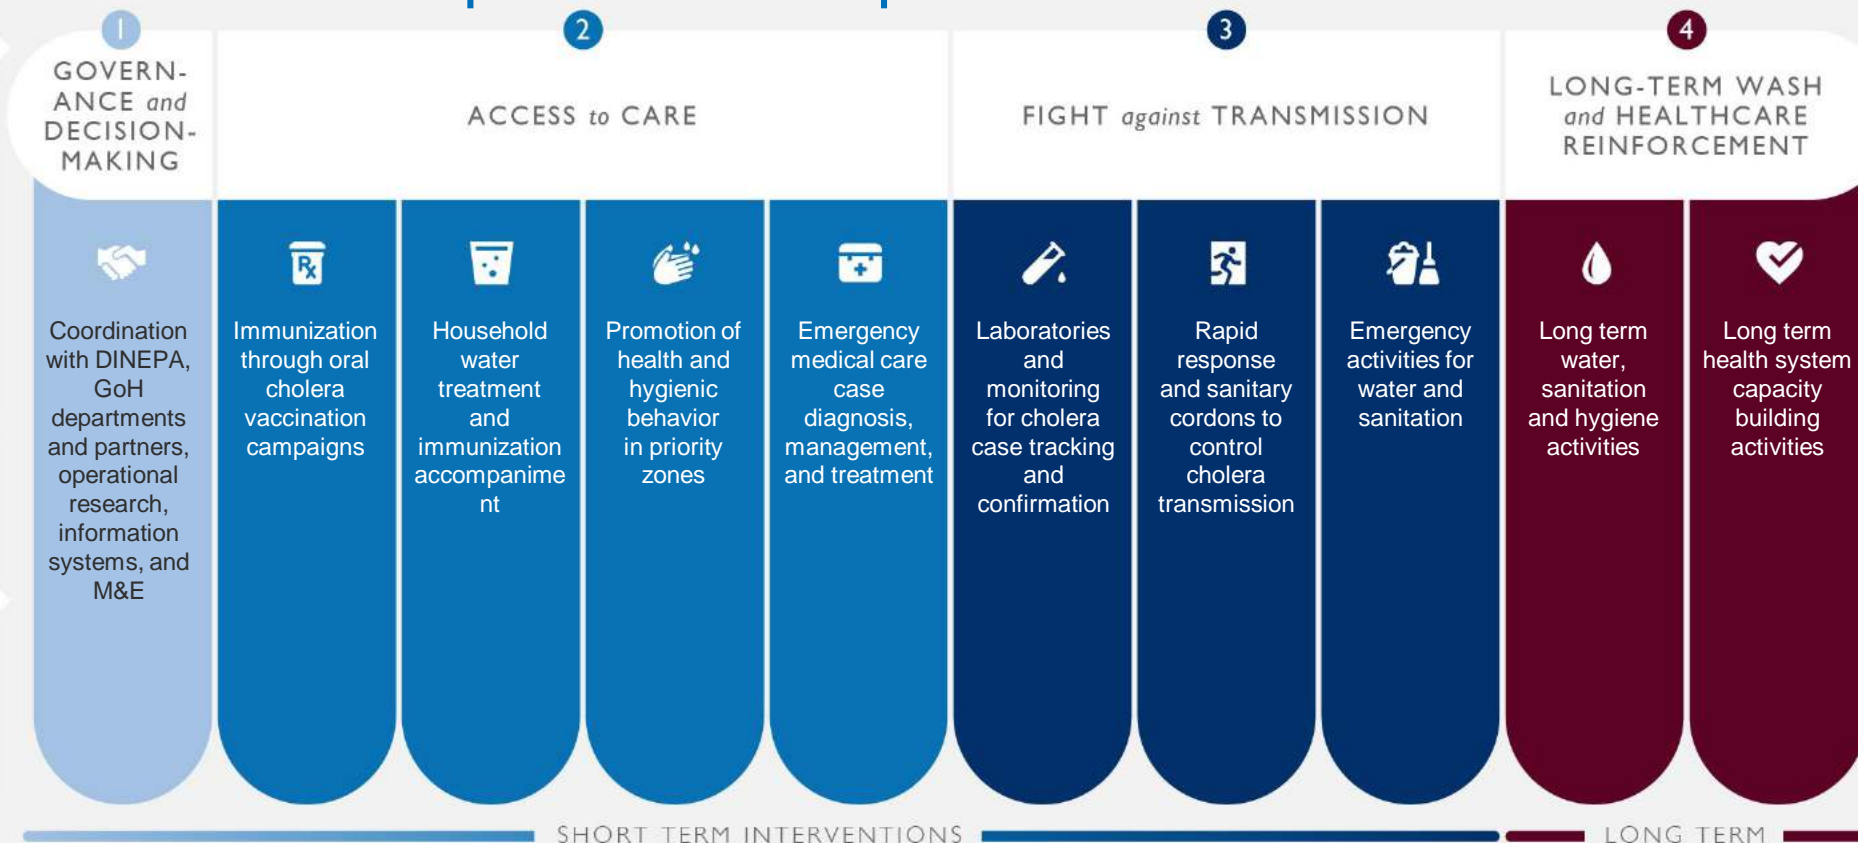 1
GOVERN-
ANCE and
DECISION-
MAKING
2
ACCESS to CARE
3
FIGHT against TRANSMISSION
4
LONG-TERM WASH
and HEALTHCARE
REINFORCEMENT
Coordination
with DINEPA,
GoH
departments
and partners,
operational
research,
information
systems, and
M&E
Rx
Immunization
through oral
cholera
vaccination
campaigns
Household
water
treatment
and
immunization
accompanime
nt
Promotion of
health and
hygienic
behavior
in priority
zones
Emergency
medical care
case
diagnosis,
management,
and treatment
Laboratories
and
monitoring
for cholera
case tracking
and
confirmation
Rapid
response
and sanitary
cordons to
control
cholera
transmission
Emergency
activities for
water and
sanitation
Long term
water,
sanitation
and hygiene
activities
Long term
health system
capacity
building
activities
SHORT TERM INTERVENTIONS
LONG TERM